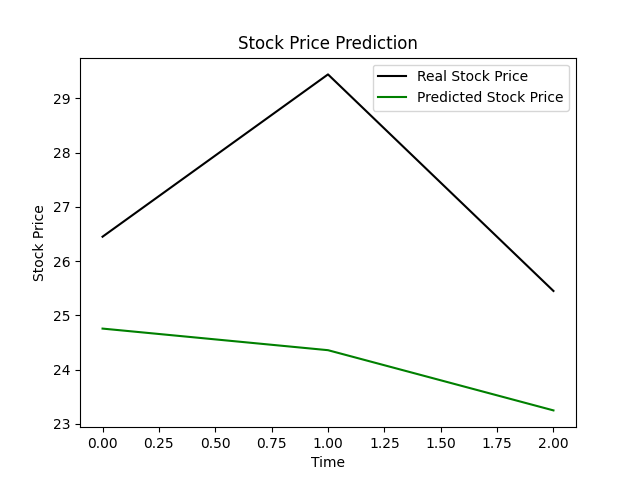 Stock Price Prediction
Real Stock Price
Predicted Stock Price
Stock Price
29
28
27
26
25
24
23
0.00 0.25 0.50 0.75 1.00 1.25 1.50 1.75 2.00
Time